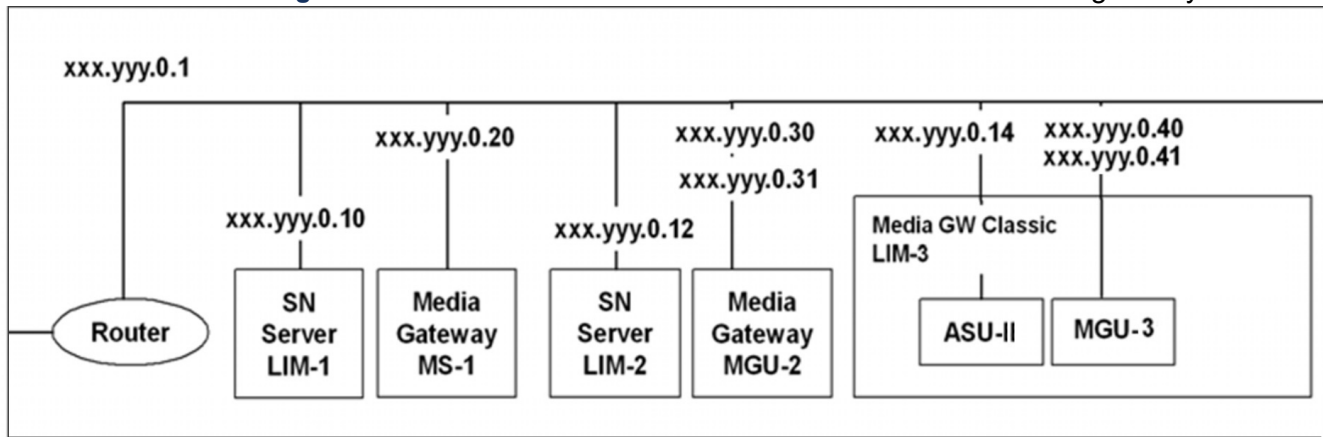 xxx.yyy.0.1
xxx.yyy.0.20
xxx.yyy.0.30
xxx.yyy.0.14
xxx.yyy.0.40
xxx.yyy.0.41
xxx.yyy.0.31
xxx.yyy.0.10
xxx.yyy.0.12
Media GW Classic
LIM-3
Router
SN
Server
LIM-1
Media
Gateway
MS-1
SN
Server
LIM-2
Media
Gateway
MGU-2
ASU-II
MGU-3